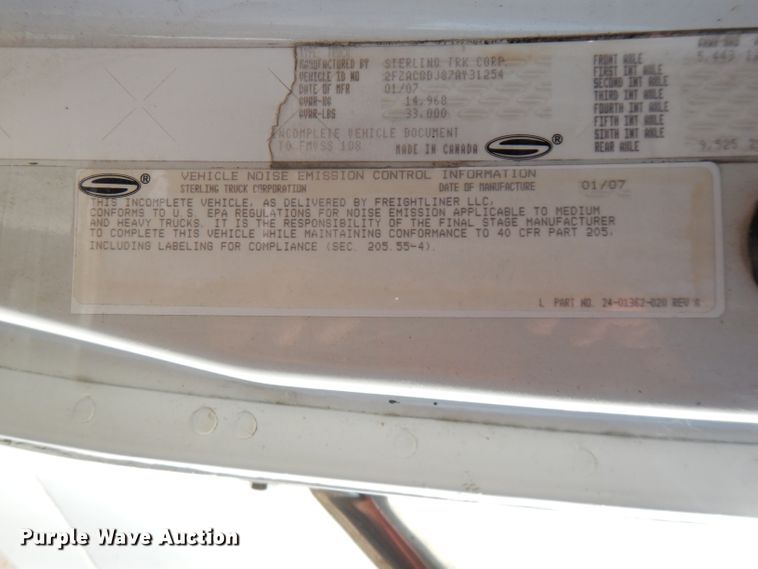 MANUFACTURED BY STERLING TRK CORP.
VEHICLE ID NO 2FZACGDJ87AY31254
DATE OF MFR 01/07
GVWR-KG 14,968
GVWR-LBS 33,000
INCOMPLETE VEHICLE DOCUMENT
TO FMVSS 108 MADE IN CANADA S®
FRONT AXLE 5,443
FIRST INT AXLE
SECOND INT AXLE
THIRD INT AXLE
FOURTH INT AXLE
FIFTH INT AXLE
SIXTH INT AXLE
REAR AXLE 9,525
S® VEHICLE NOISE EMISSION CONTROL INFORMATION
STERLING TRUCK CORPORATION DATE OF MANUFACTURE 01/07
THIS INCOMPLETE VEHICLE, AS DELIVERED BY FREIGHTLINER LLC,
CONFORMS TO U.S. EPA REGULATIONS FOR NOISE EMISSION APPLICABLE TO MEDIUM
AND HEAVY TRUCKS. IT IS THE RESPONSIBILITY OF THE FINAL STAGE MANUFACTURER
TO COMPLETE THIS VEHICLE WHILE MAINTAINING CONFORMANCE TO 40 CFR PART 205,
INCLUDING LABELING FOR COMPLIANCE (SEC. 205.55-4).
L PART NO. 24-01362-020 REV A
Purple Wave Auction